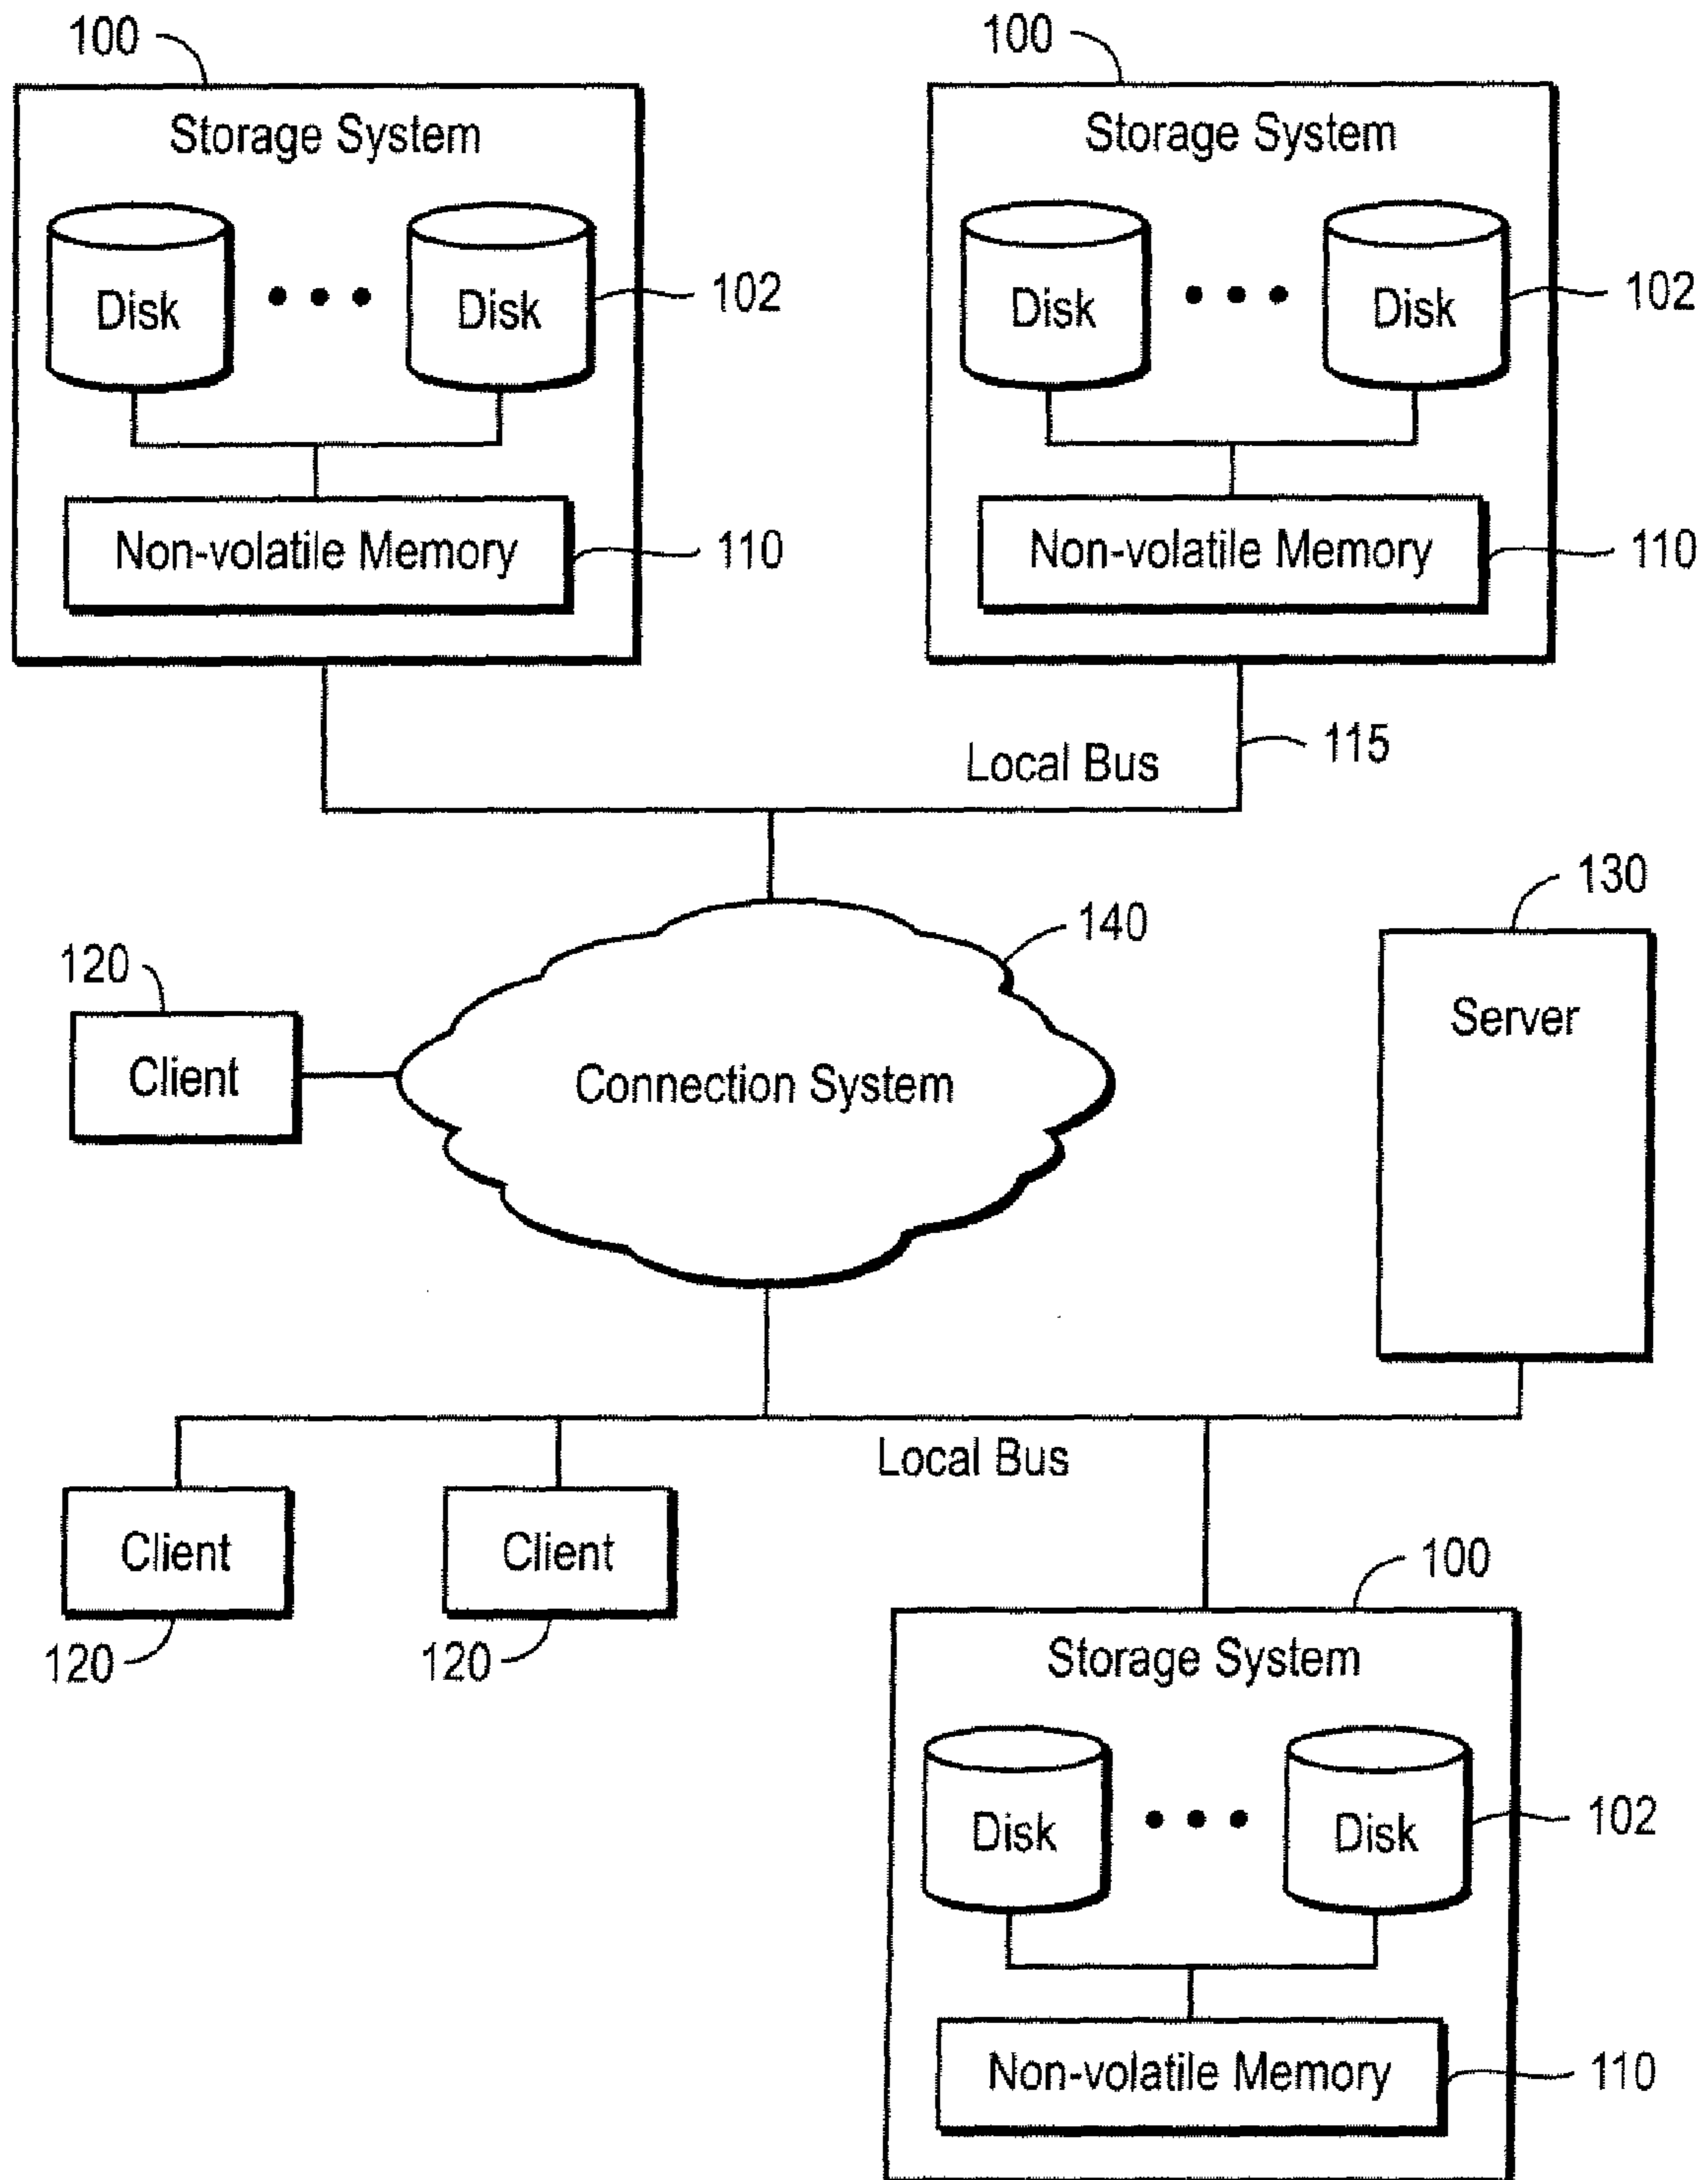 100
100
Storage System
Storage System
Disk
Disk
102
Disk
Disk
102
Non-volatile Memory
110
Non-volatile Memory
110
Local Bus
115
130
140
120
Server
Client
Connection System
Local Bus
Client
Client
120
120
100
Storage System
Disk
Disk
102
Non-volatile Memory
110